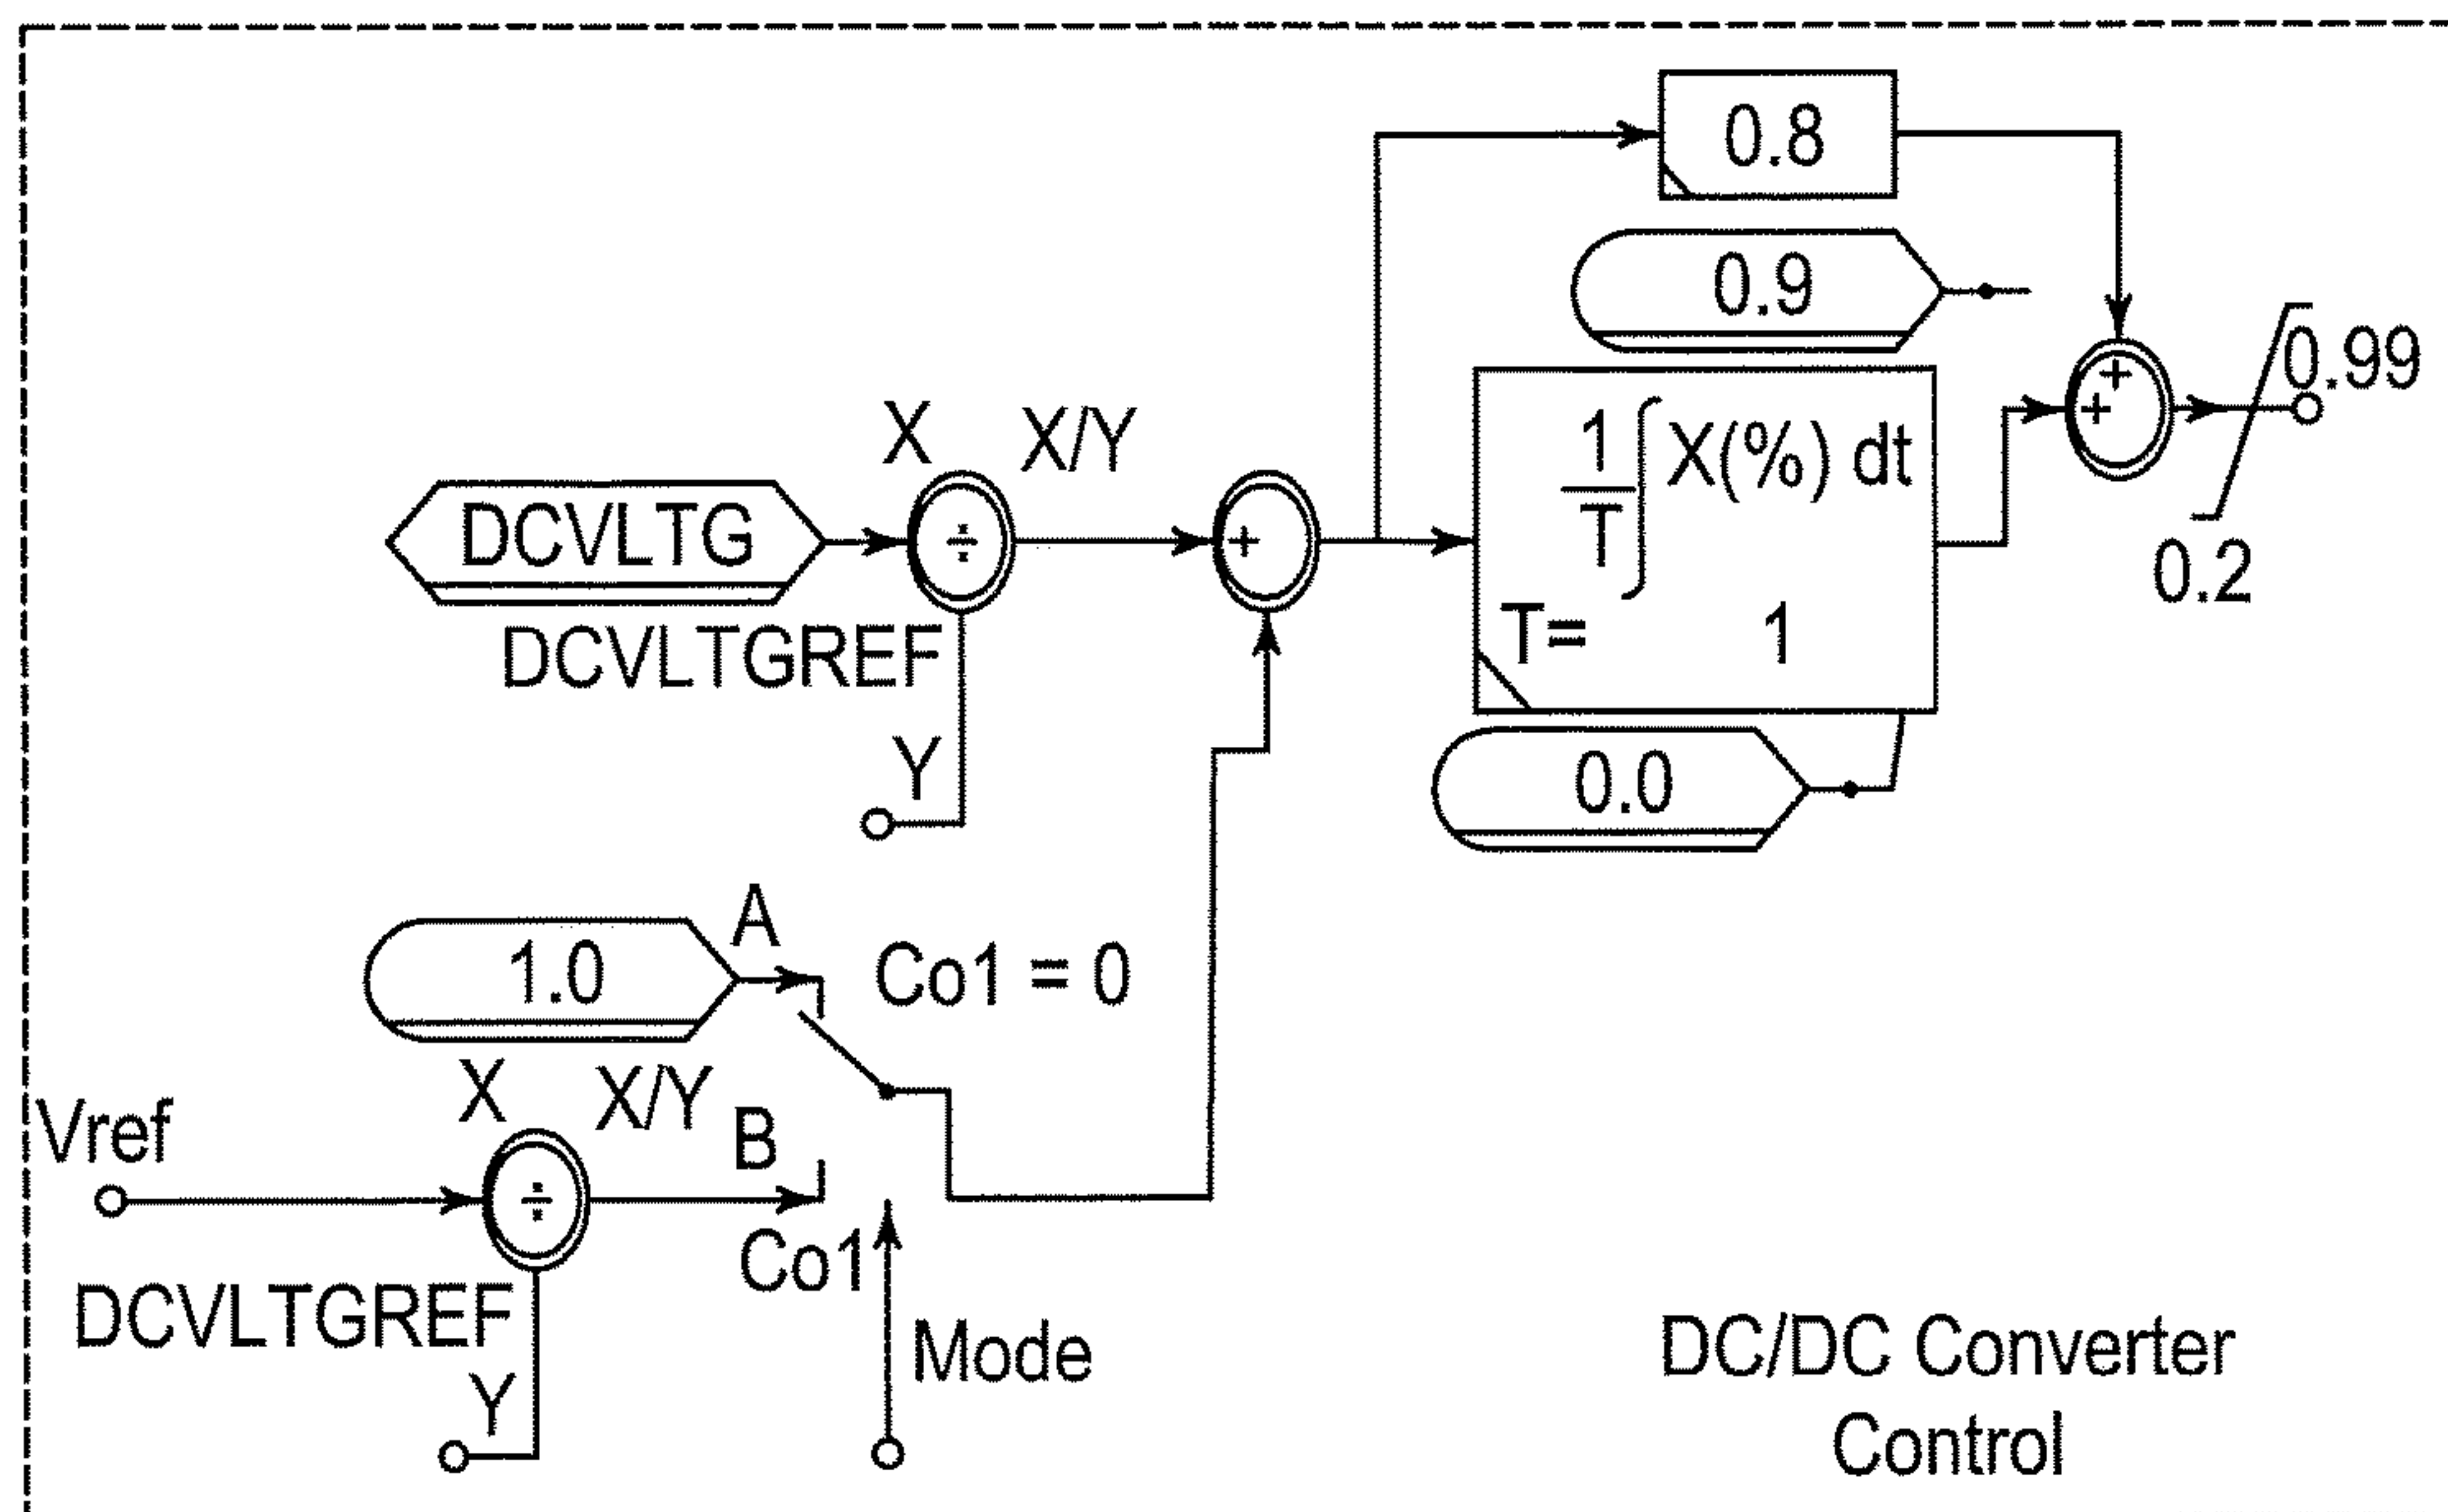 0.8
0.9
0.99
X X/Y
1/T ∫ X(%) dt
DCVLTG
÷
+
+
+
0.2
T= 1
DCVLTGREF
Y
0.0
A
1.0
Co1 = 0
X X/Y
B
Vref
÷
Co1
DCVLTGREF
Mode
Y
DC/DC Converter
Control